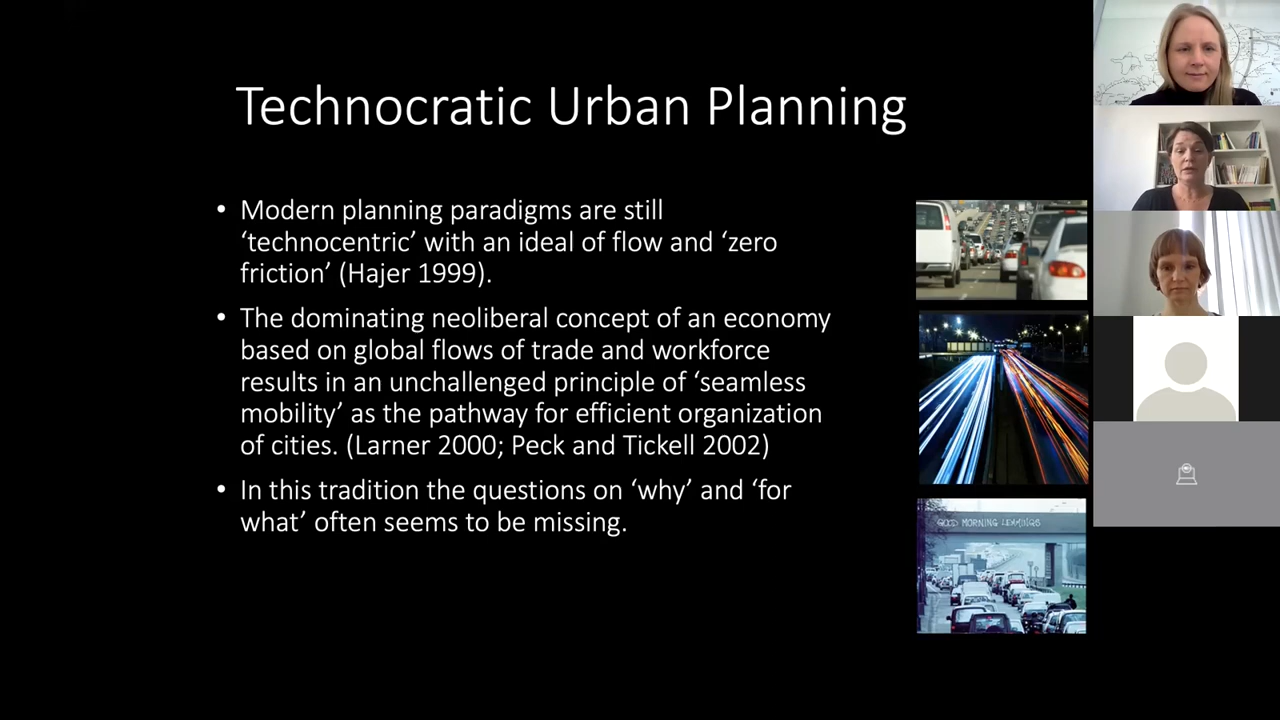 Technocratic Urban Planning
• Modern planning paradigms are still
‘technocentric’ with an ideal of flow and ‘zero
friction’ (Hajer 1999).
• The dominating neoliberal concept of an economy
based on global flows of trade and workforce
results in an unchallenged principle of ‘seamless
mobility’ as the pathway for efficient organization
of cities. (Larner 2000; Peck and Tickell 2002)
• In this tradition the questions on ‘why’ and ‘for
what’ often seems to be missing.
GOOD MORNING LEMMINGS